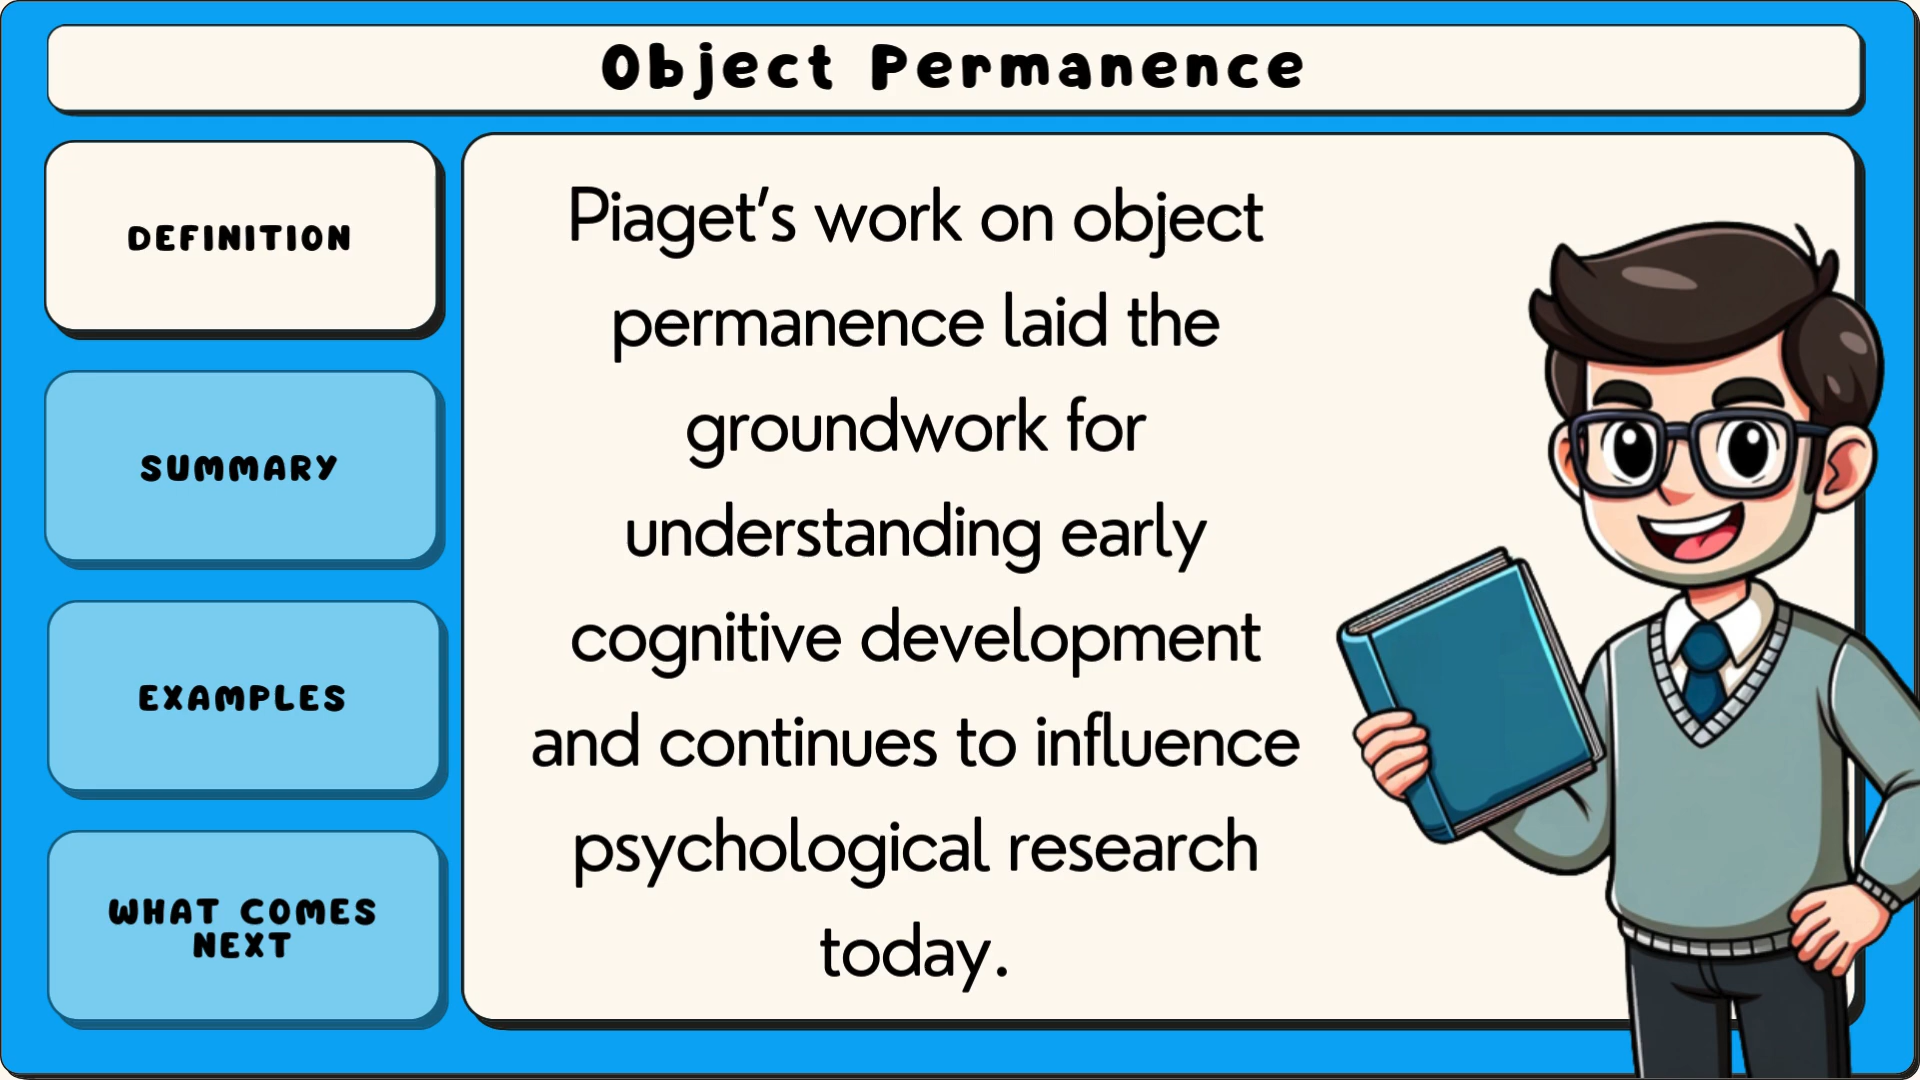 Object Permanence
DEFINITION
SUMMARY
EXAMPLES
WHAT COMES
NEXT
Piaget's work on object
permanence laid the
groundwork for
understanding early
cognitive development
and continues to influence
psychological research
today.